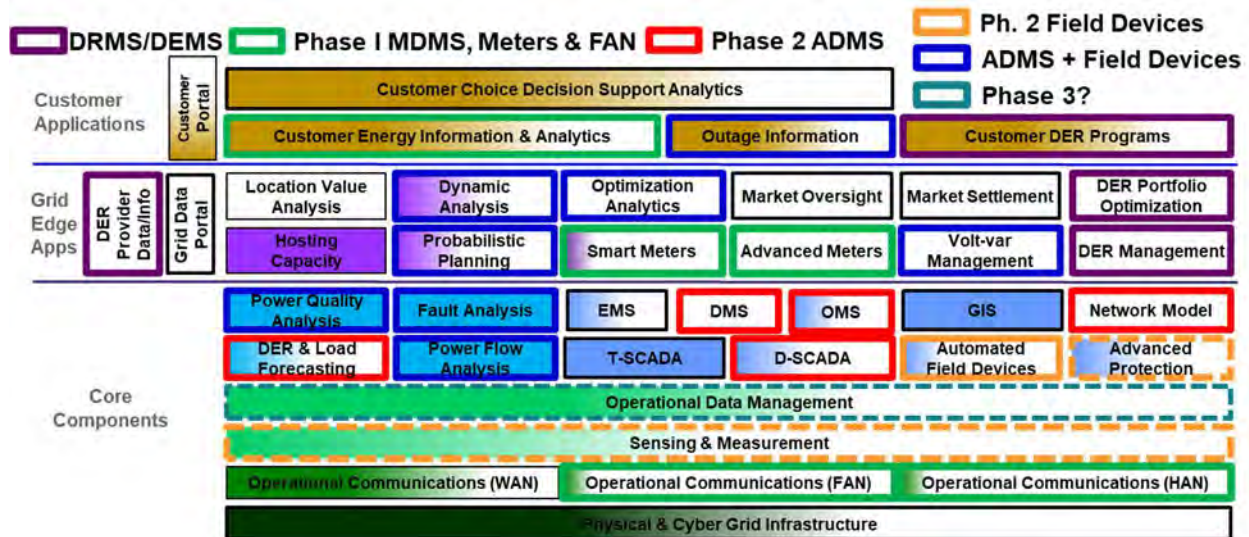 DRMS/DEMS
Phase I MDMS, Meters & FAN
Phase 2 ADMS
Ph. 2 Field Devices
ADMS + Field Devices
Phase 3?
Customer
Applications
Customer
Portal
Customer Choice Decision Support Analytics
Customer Energy Information & Analytics
Outage Information
Customer DER Programs
Grid
Edge
Apps
DER
Provider
Data/Info
Grid Data
Portal
Location Value
Analysis
Dynamic
Analysis
Optimization
Analytics
Market Oversight
Market Settlement
DER Portfolio
Optimization
Hosting
Capacity
Probabilistic
Planning
Smart Meters
Advanced Meters
Volt-var
Management
DER Management
Core
Components
Power Quality
Analysis
Fault Analysis
EMS
DMS
OMS
GIS
Network Model
DER & Load
Forecasting
Power Flow
Analysis
T-SCADA
D-SCADA
Automated
Field Devices
Advanced
Protection
Operational Data Management
Sensing & Measurement
Operational Communications (WAN)
Operational Communications (FAN)
Operational Communications (HAN)
Physical & Cyber Grid Infrastructure